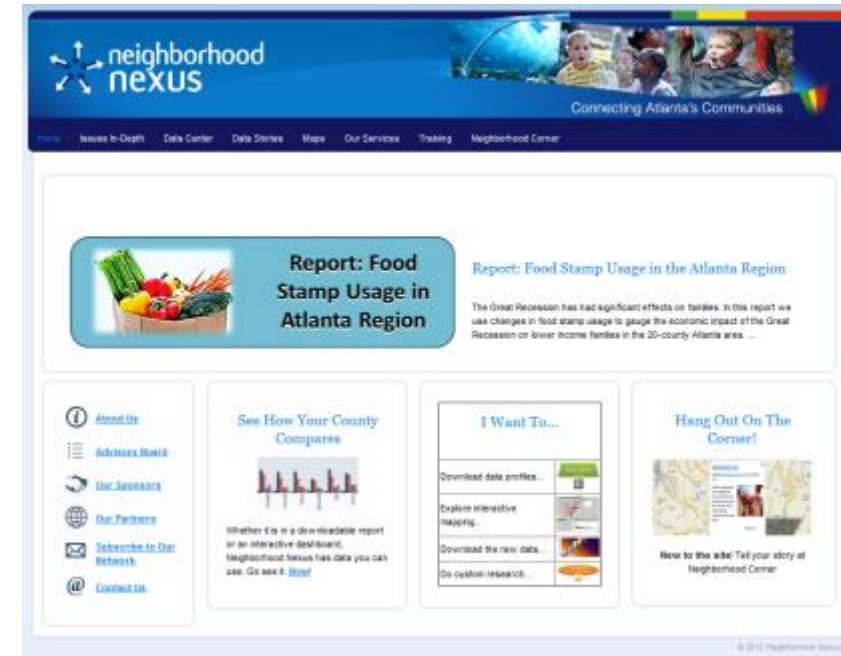 neighborhood
nexus
Connecting Atlanta's Communities
Home Issues In-Depth Data Center Data Stories Maps Our Services Training Neighborhood Corner
Report: Food
Stamp Usage in
Atlanta Region
Report: Food Stamp Usage in the Atlanta Region
The Great Recession has had significant effects on families. In this report we
use changes in food stamp usage to gauge the economic impact of the Great
Recession on lower income families in the 20-county Atlanta area. ...
About Us
Advisory Board
Our Sponsors
Our Partners
Subscribe to Our
Network
Contact Us
See How Your County
Compares
Whether it is in a downloadable report
or an interactive dashboard,
Neighborhood Nexus has data you can
use. Go see it. Now!
I Want To...
Download data profiles...
Explore interactive
mapping...
Download the raw data...
Do custom research...
Hang Out On The
Corner!
New to the site! Tell your story at
Neighborhood Corner
© 2012 Neighborhood Nexus